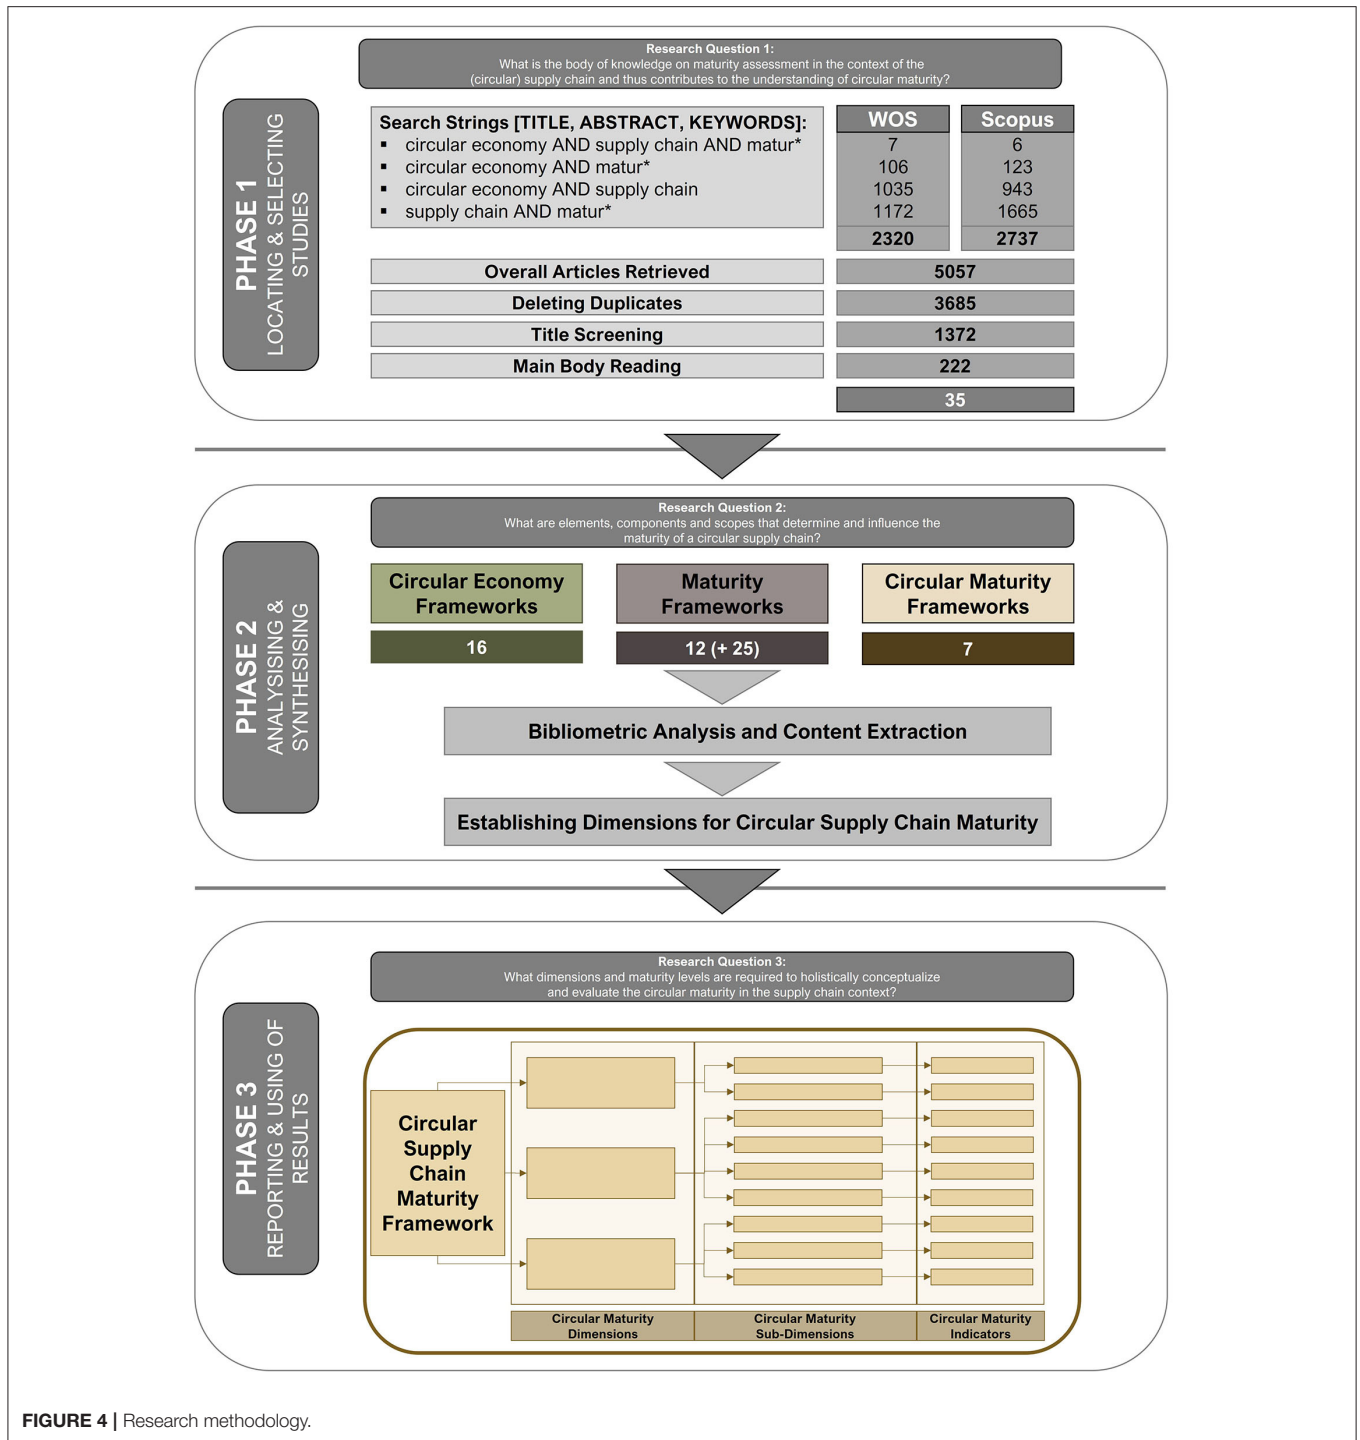 Research Question 1:
What is the body of knowledge on maturity assessment in the context of the
(circular) supply chain and thus contributes to the understanding of circular maturity?
PHASE 1
LOCATING & SELECTING
STUDIES
Search Strings [TITLE, ABSTRACT, KEYWORDS]:
▪ circular economy AND supply chain AND matur*
▪ circular economy AND matur*
▪ circular economy AND supply chain
▪ supply chain AND matur*
WOS
7
106
1035
1172
2320
Scopus
6
123
943
1665
2737
Overall Articles Retrieved 5057
Deleting Duplicates 3685
Title Screening 1372
Main Body Reading 222
35
Research Question 2:
What are elements, components and scopes that determine and influence the
maturity of a circular supply chain?
PHASE 2
ANALYSISING &
SYNTHESISING
Circular Economy
Frameworks
16
Maturity
Frameworks
12 (+ 25)
Circular Maturity
Frameworks
7
Bibliometric Analysis and Content Extraction
Establishing Dimensions for Circular Supply Chain Maturity
Research Question 3:
What dimensions and maturity levels are required to holistically conceptualize
and evaluate the circular maturity in the supply chain context?
PHASE 3
REPORTING & USING OF
RESULTS
Circular
Supply
Chain
Maturity
Framework
Circular Maturity
Dimensions
Circular Maturity
Sub-Dimensions
Circular Maturity
Indicators
FIGURE 4 | Research methodology.